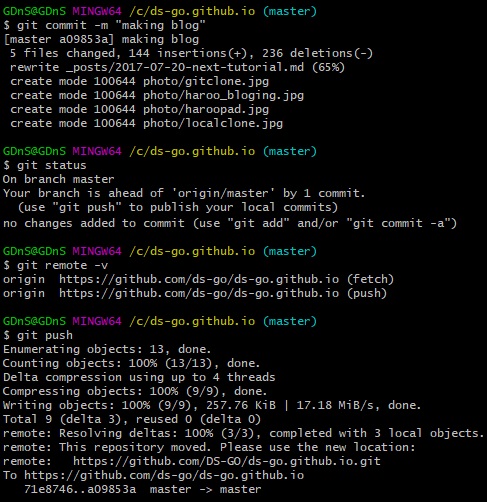 GDnS@GDnS MINGW64 /c/ds-go.github.io (master)
$ git commit -m "making blog"
[master a09853a] making blog
 5 files changed, 144 insertions(+), 236 deletions(-)
 rewrite _posts/2017-07-20-next-tutorial.md (65%)
 create mode 100644 photo/gitclone.jpg
 create mode 100644 photo/haroo_bloging.jpg
 create mode 100644 photo/haroopad.jpg
 create mode 100644 photo/localclone.jpg
GDnS@GDnS MINGW64 /c/ds-go.github.io (master)
$ git status
On branch master
Your branch is ahead of 'origin/master' by 1 commit.
  (use "git push" to publish your local commits)
no changes added to commit (use "git add" and/or "git commit -a")
GDnS@GDnS MINGW64 /c/ds-go.github.io (master)
$ git remote -v
origin  https://github.com/ds-go/ds-go.github.io (fetch)
origin  https://github.com/ds-go/ds-go.github.io (push)
GDnS@GDnS MINGW64 /c/ds-go.github.io (master)
$ git push
Enumerating objects: 13, done.
Counting objects: 100% (13/13), done.
Delta compression using up to 4 threads
Compressing objects: 100% (9/9), done.
Writing objects: 100% (9/9), 257.76 KiB | 17.18 MiB/s, done.
Total 9 (delta 3), reused 0 (delta 0)
remote: Resolving deltas: 100% (3/3), completed with 3 local objects.
remote: This repository moved. Please use the new location:
remote:   https://github.com/DS-GO/ds-go.github.io.git
To https://github.com/ds-go/ds-go.github.io
   71e8746..a09853a  master -> master